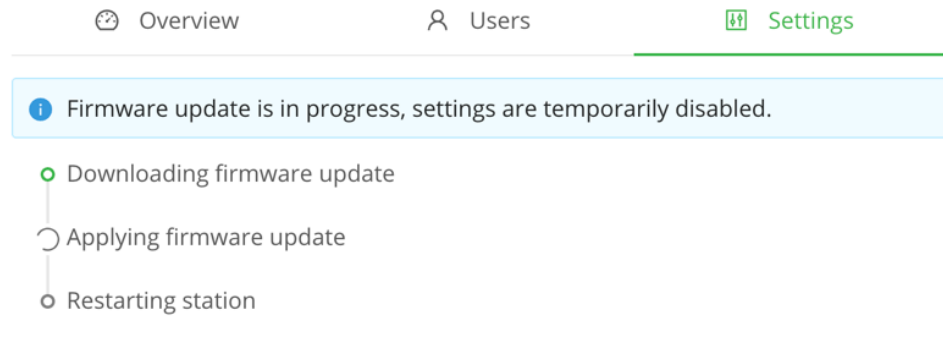 Overview Users Settings
Firmware update is in progress, settings are temporarily disabled.
Downloading firmware update
Applying firmware update
Restarting station